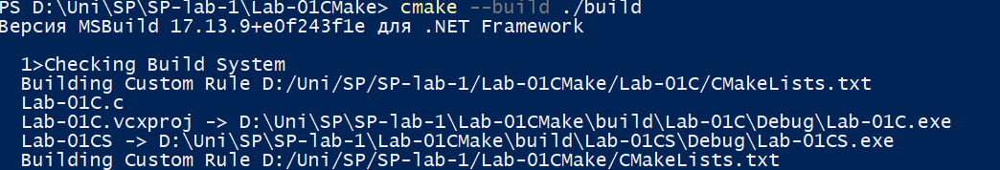 PS D:\Uni\SP\SP-lab-1\Lab-01CMake> cmake --build ./build
Версия MSBuild 17.13.9+e0f243f1e для .NET Framework
1>Checking Build System
Building Custom Rule D:/Uni/SP/SP-lab-1/Lab-01CMake/Lab-01C/CMakeLists.txt
Lab-01C.c
Lab-01C.vcxproj -> D:\Uni\SP\SP-lab-1\Lab-01CMake\build\Lab-01C\Debug\Lab-01C.exe
Lab-01CS -> D:\Uni\SP\SP-lab-1\Lab-01CMake\build\Lab-01CS\Debug\Lab-01CS.exe
Building Custom Rule D:/Uni/SP/SP-lab-1/Lab-01CMake/CMakeLists.txt